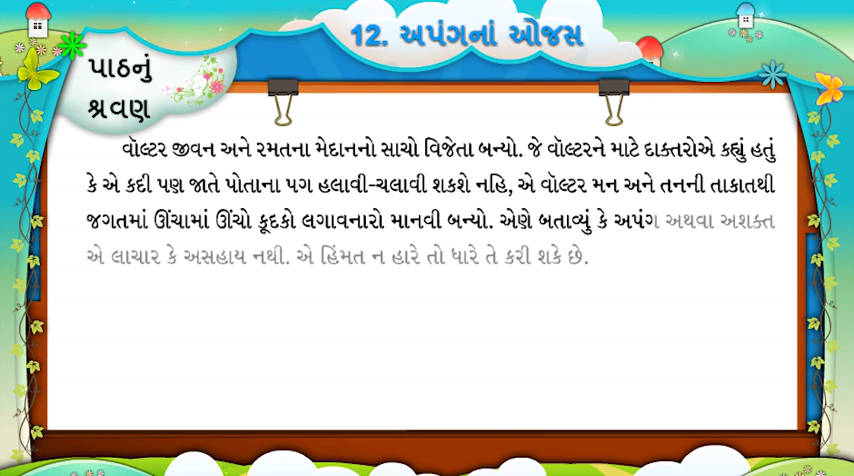 12. અપંગનાં ઓજસ
પાઠનું
શ્રવણ
વૉલ્ટર જીવન અને રમતના મેદાનનો સાચો વિજેતા બન્યો. જે વૉલ્ટરને માટે દાક્તરોએ કહ્યું હતું
કે એ કદી પણ જાતે પોતાના પગ હલાવી-ચલાવી શકશે નહિ, એ વૉલ્ટર મન અને તનની તાકાતથી
જગતમાં ઊંચામાં ઊંચો કૂદકો લગાવનારો માનવી બન્યો. એણે બતાવ્યું કે અપંગ અથવા અશક્ત
એ લાચાર કે અસહાય નથી. એ હિંમત ન હારે તો ધારે તે કરી શકે છે.